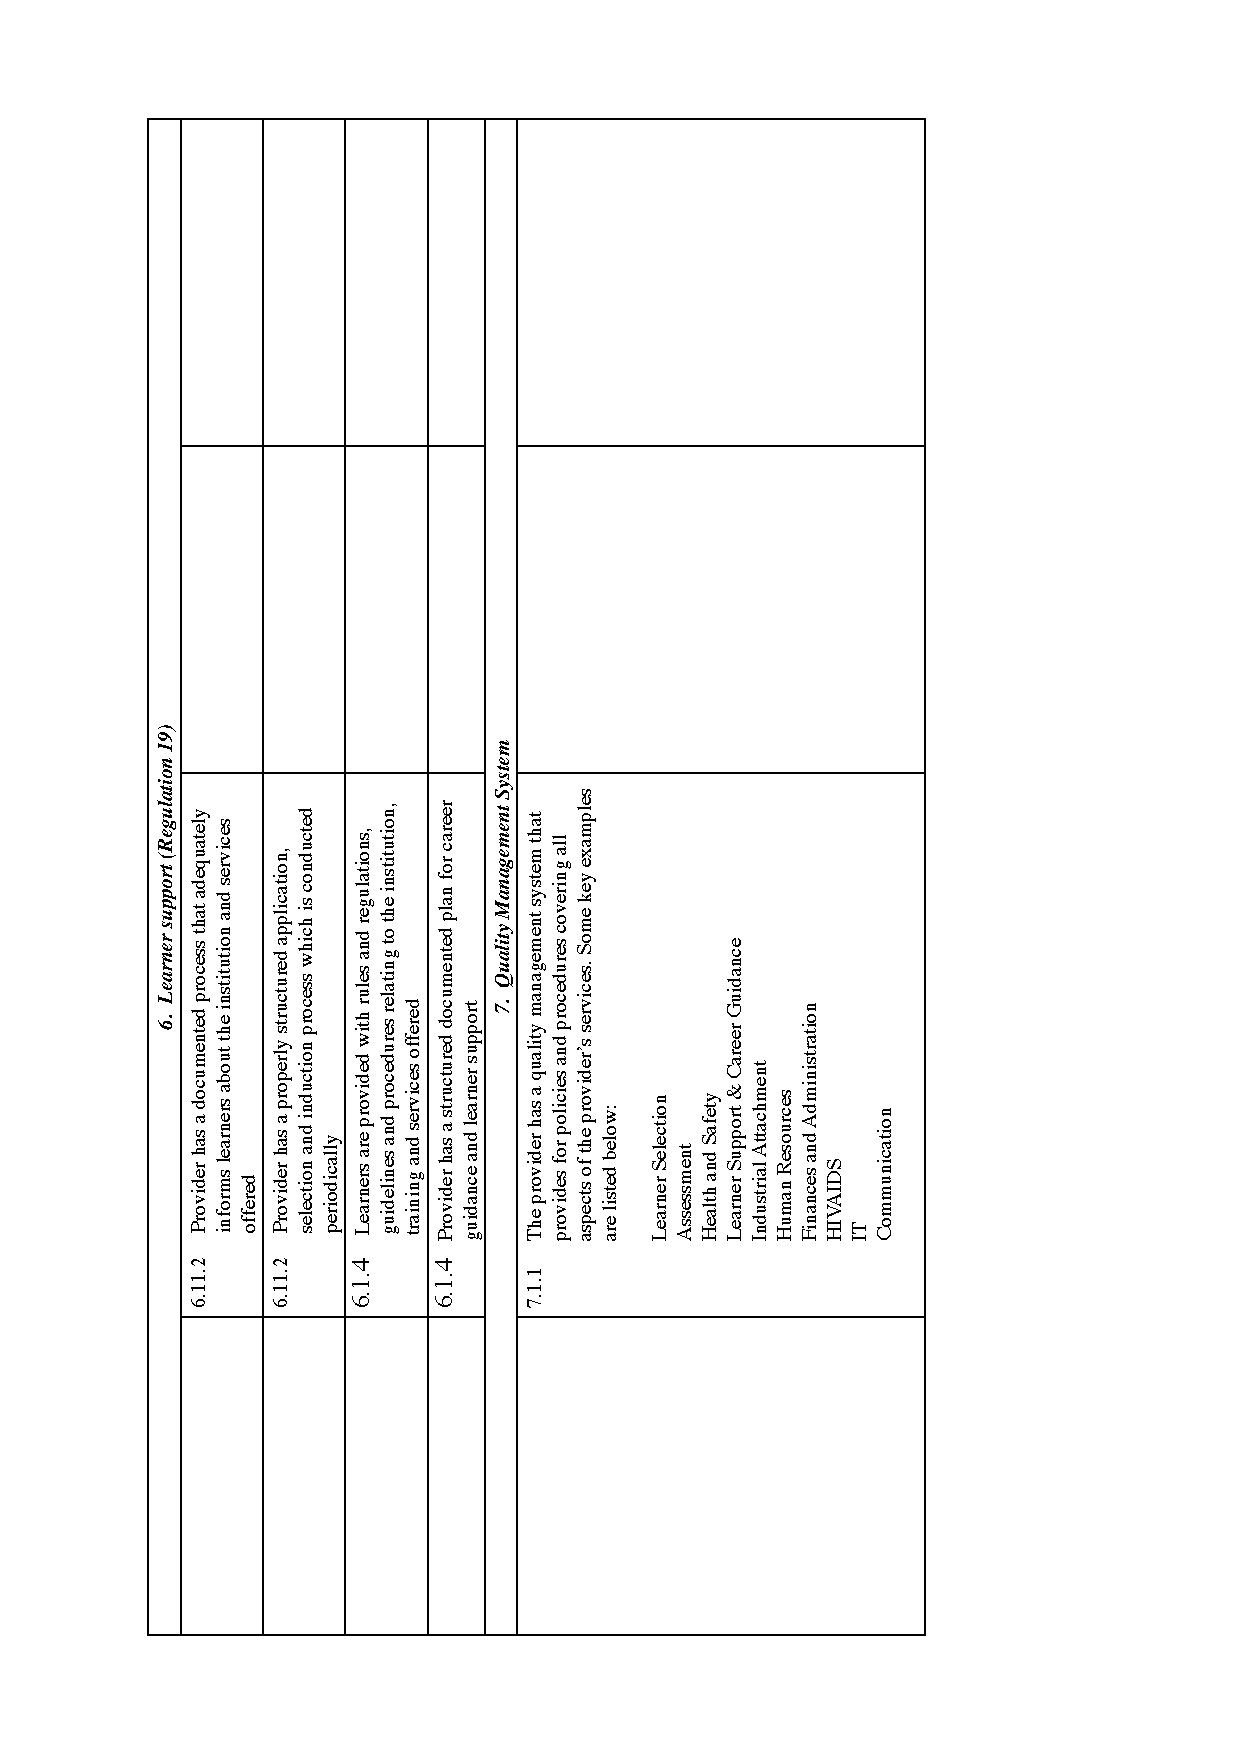 6. Learner support (Regulation 19)
6.11.2 Provider has a documented process that adequately
informs learners about the institution and services
offered
6.11.2 Provider has a properly structured application,
selection and induction process which is conducted
periodically
6.1.4 Learners are provided with rules and regulations,
guidelines and procedures relating to the institution,
training and services offered
6.1.4 Provider has a structured documented plan for career
guidance and learner support
7. Quality Management System
7.1.1 The provider has a quality management system that
provides for policies and procedures covering all
aspects of the provider’s services. Some key examples
are listed below:
Learner Selection
Assessment
Health and Safety
Learner Support & Career Guidance
Industrial Attachment
Human Resources
Finances and Administration
HIVAIDS
IT
Communication